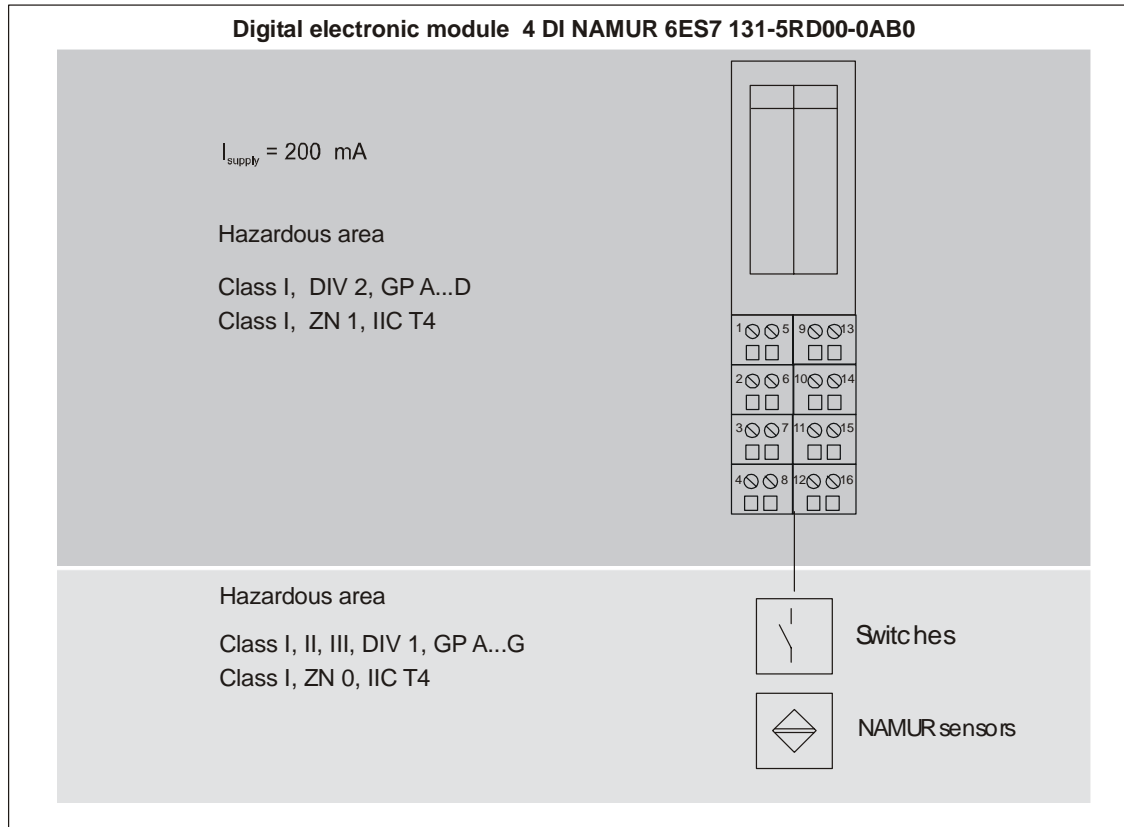 Digital electronic module 4 DI NAMUR 6ES7 131-5RD00-0AB0
Isupply = 200 mA
Hazardous area
Class I, DIV 2, GP A...D
Class I, ZN 1, IIC T4
1 5 9 13
2 6 10 14
3 7 11 15
4 8 12 16
Hazardous area
Class I, II, III, DIV 1, GP A...G
Class I, ZN 0, IIC T4
Switches
NAMUR sensors